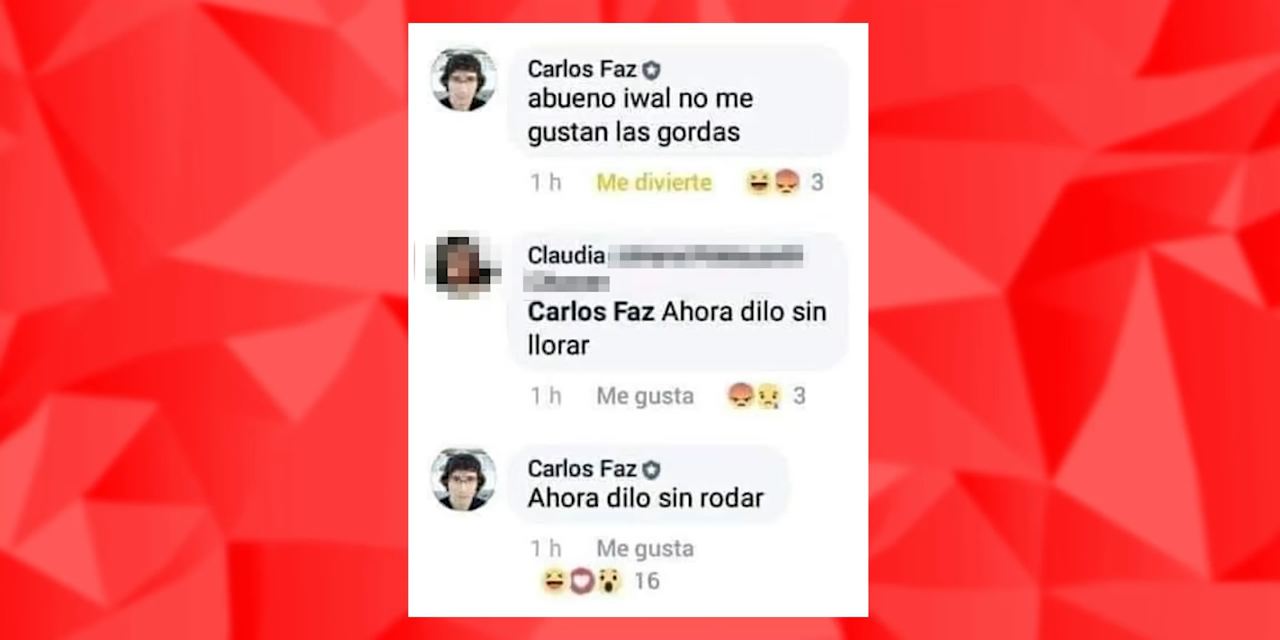 Carlos Faz
abueno iwal no me
gustan las gordas
1 h Me divierte 3
Claudia
Carlos Faz Ahora dilo sin
llorar
1 h Me gusta 3
Carlos Faz
Ahora dilo sin rodar
1 h Me gusta
16